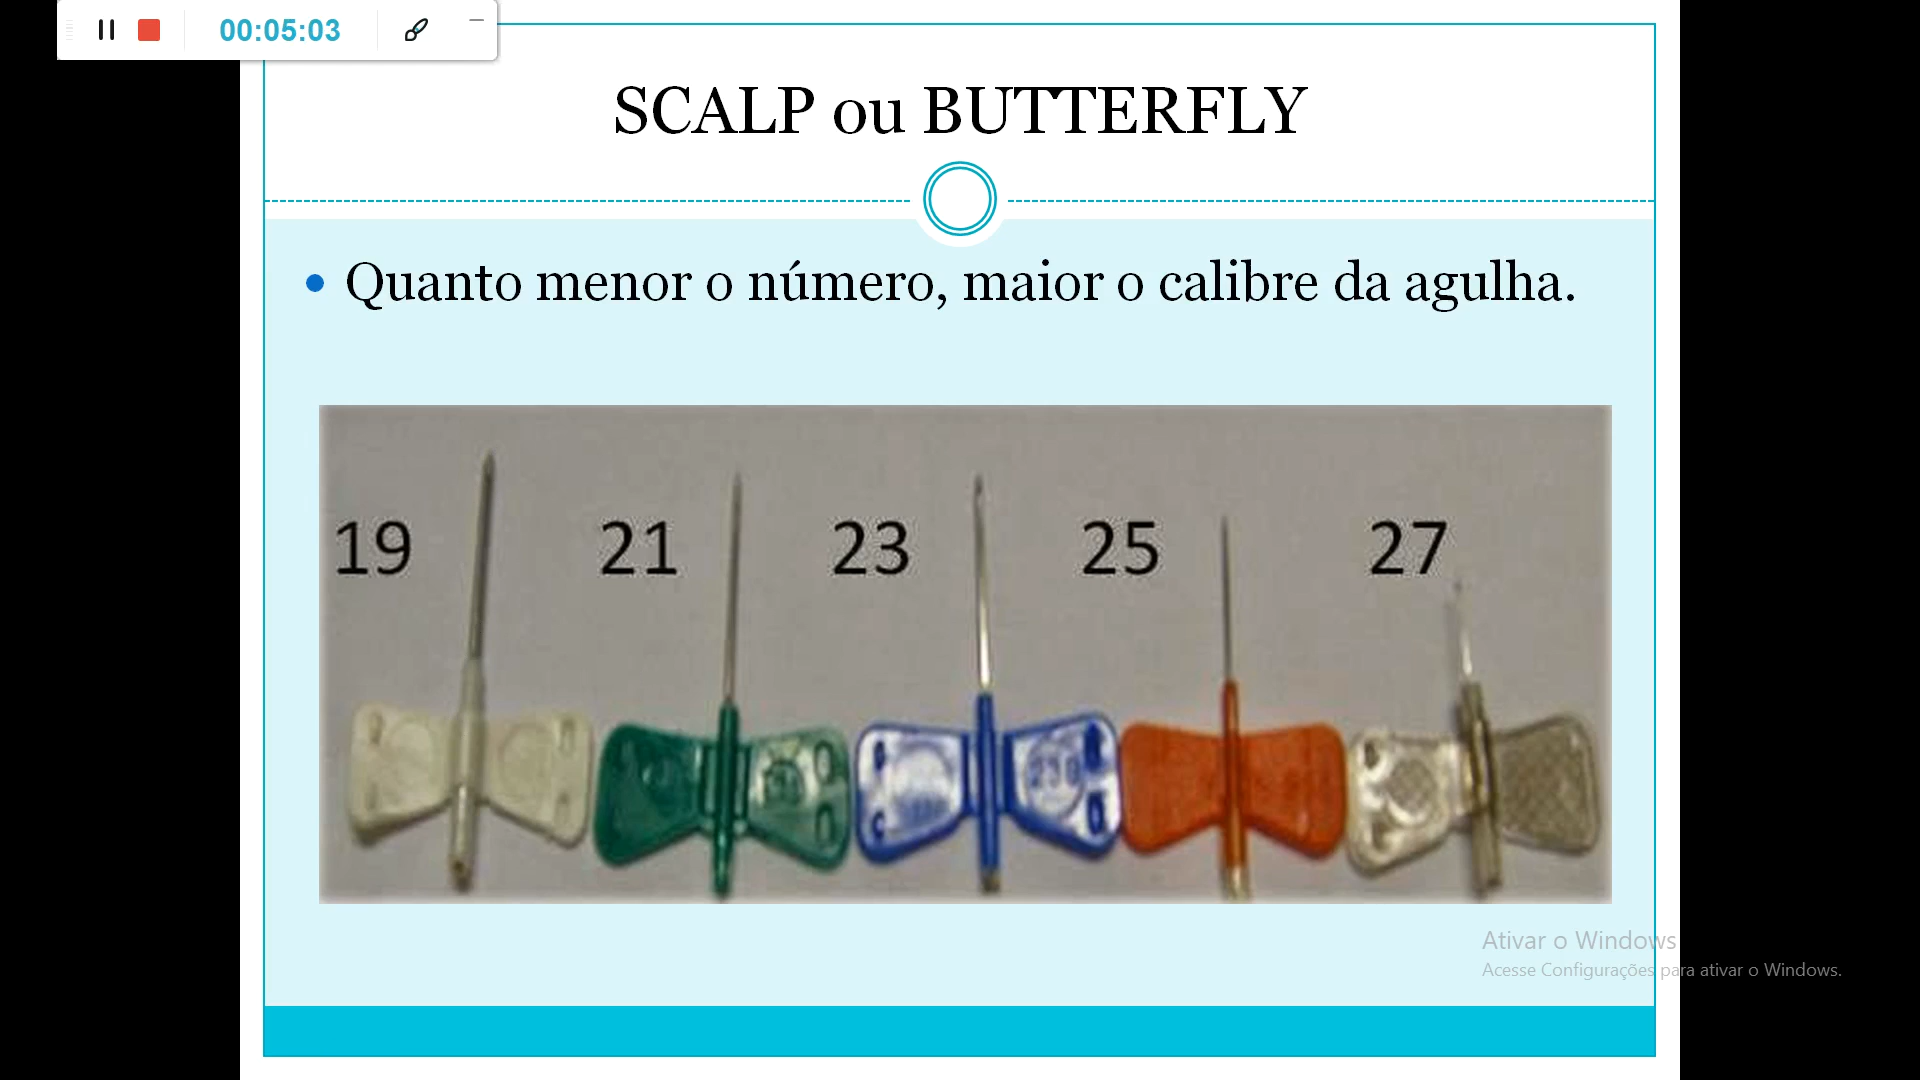 00:05:03
SCALP ou BUTTERFLY
Quanto menor o número, maior o calibre da agulha.
19 21 23 25 27
Ativar o Windows
Acesse Configurações para ativar o Windows.